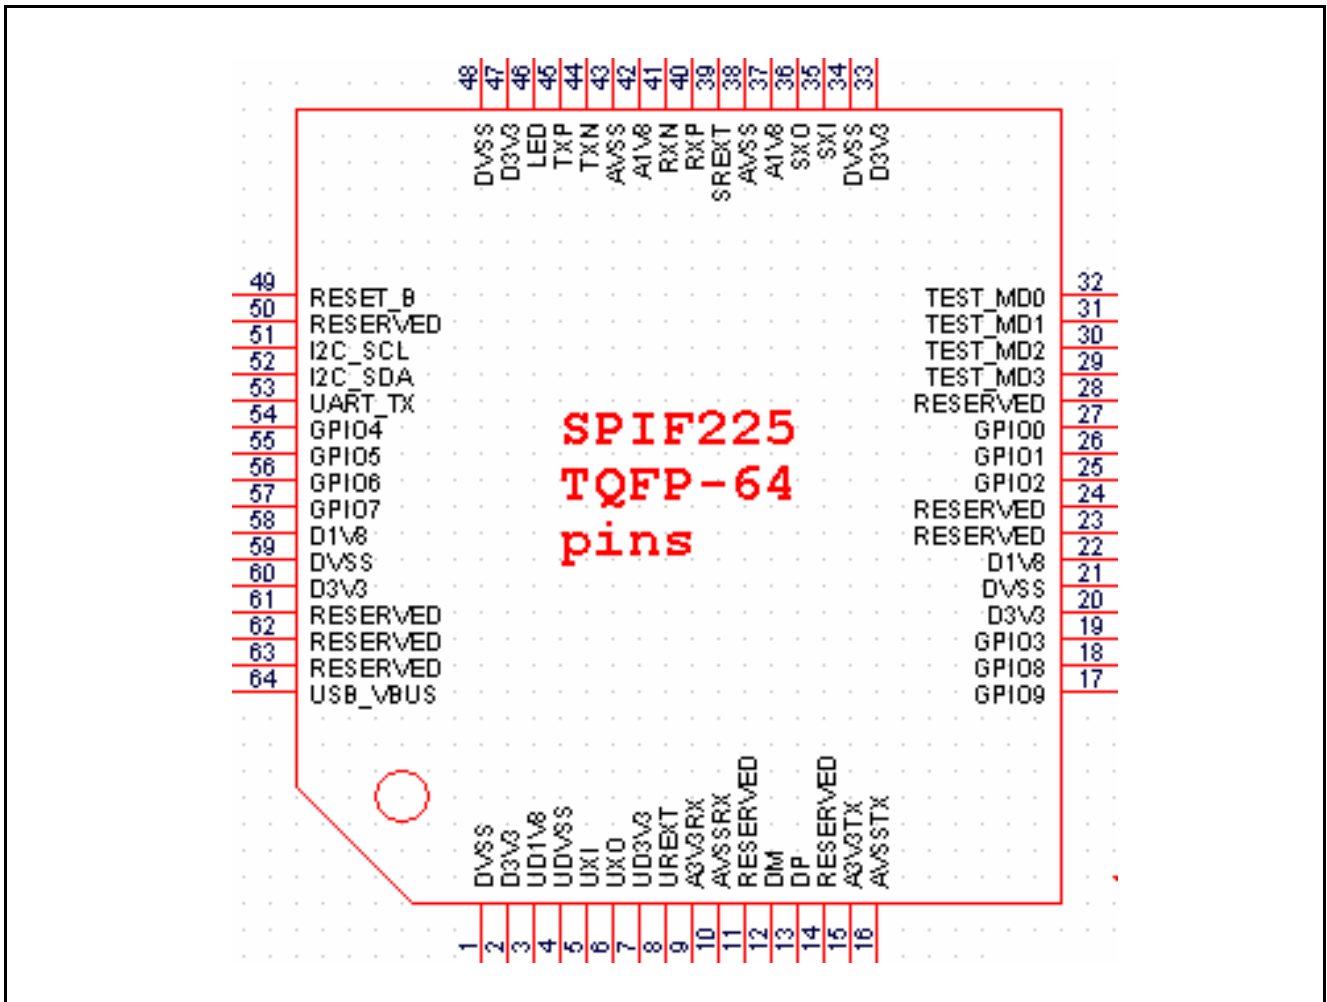 48 47 46 45 44 43 42 41 40 39 38 37 36 35 34 33
DVSS D3V3 LED TXP TXN AVSS A1V8 RXN RXP SREXT AVSS A1V8 SXO SXI DVSS D3V3
49 RESET_B TEST_MD0 32
50 RESERVED TEST_MD1 31
51 I2C_SCL TEST_MD2 30
52 I2C_SDA TEST_MD3 29
53 UART_TX RESERVED 28
54 GPIO4 GPIO0 27
55 GPIO5 GPIO1 26
56 GPIO6 GPIO2 25
57 GPIO7 RESERVED 24
58 D1V8 RESERVED 23
59 DVSS D1V8 22
60 D3V3 DVSS 21
61 RESERVED D3V3 20
62 RESERVED GPIO3 19
63 RESERVED GPIO8 18
64 USB_VBUS GPIO9 17
SPIF225
TQFP-64
pins
DVSS D3V3 UD1V8 UDVSS UXI UXO UD3V3 UREXT A3V3RX AVSSRX RESERVED DM DP RESERVED A3V3TX AVSSTX
1 2 3 4 5 6 7 8 9 10 11 12 13 14 15 16